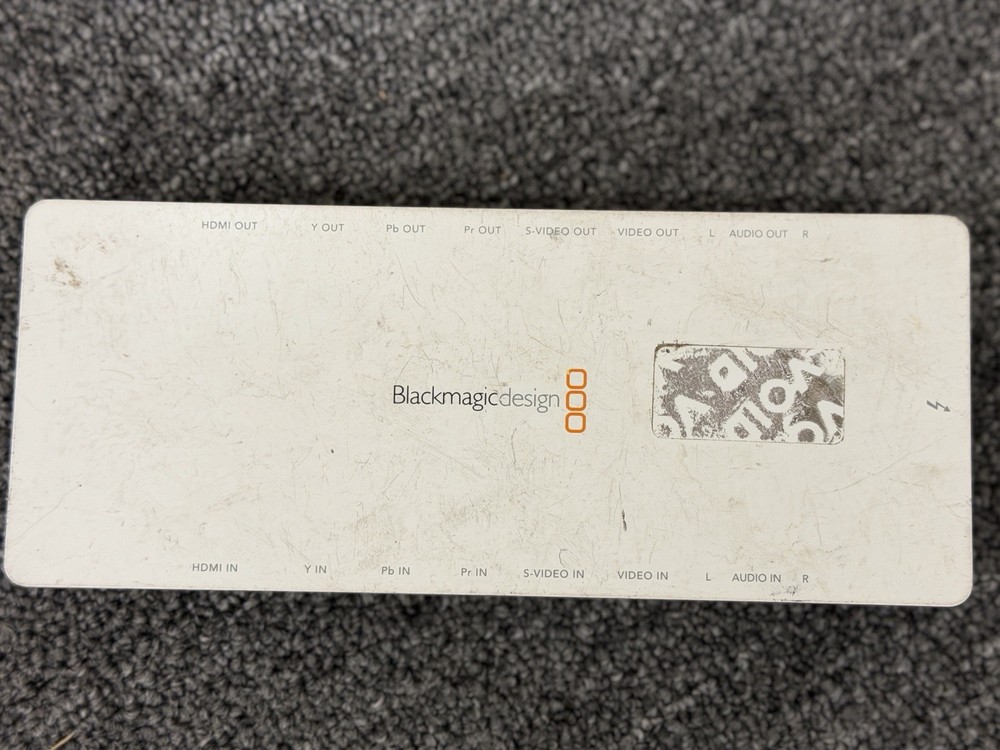 HDMI OUT Y OUT Pb OUT Pr OUT S-VIDEO OUT VIDEO OUT L AUDIO OUT R
Blackmagicdesign
HDMI IN Y IN Pb IN Pr IN S-VIDEO IN VIDEO IN L AUDIO IN R